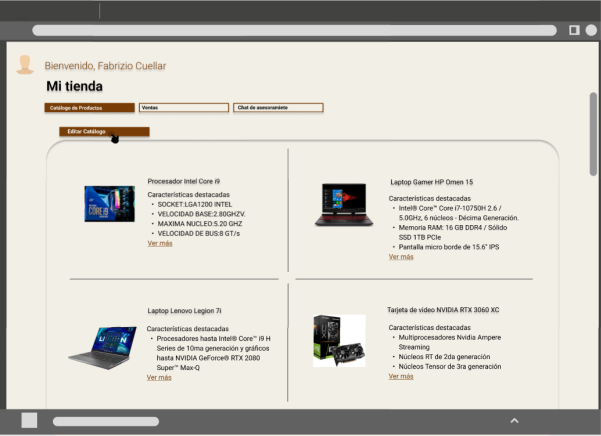 Bienvenido, Fabrizio Cuellar
Mi tienda
Catálogo de Productos
Ventas
Chat de asesoramiete
Editar Catálogo
Procesador Intel Core i9
Características destacadas
• SOCKET:LGA1200 INTEL
• VELOCIDAD BASE:2.80GHZV.
• MAXIMA NUCLEO:5.20 GHZ
• VELOCIDAD DE BUS:8 GT/s
Ver más
CORE i9
Laptop Gamer HP Omen 15
Características destacadas
• Intel® Core™ Core i7-10750H 2.6 /
5.0GHz, 6 núcleos - Décima Generación.
• Memoria RAM: 16 GB DDR4 / Sólido
SSD 1TB PCIe
• Pantalla micro borde de 15.6" IPS
Ver más
Laptop Lenovo Legion 7i
Características destacadas
• Procesadores hasta Intel® Core™ i9 H
Series de 10ma generación y gráficos
hasta NVIDIA GeForce® RTX 2080
Super™ Max-Q
Ver más
Tarjeta de video NVIDIA RTX 3060 XC
Características destacadas
• Multiprocesadores Nvidia Ampere
Streaming
• Núcleos RT de 2da generación
• Núcleos Tensor de 3ra generación
Ver más